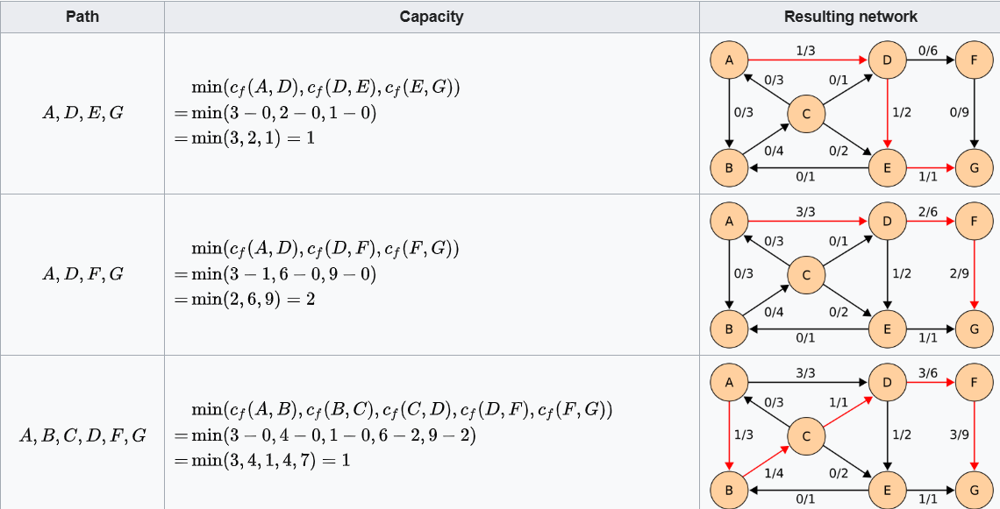 Path Capacity Resulting network
A, D, E, G
min(c_f(A, D), c_f(D, E), c_f(E, G))
= min(3 − 0, 2 − 0, 1 − 0)
= min(3, 2, 1) = 1
1/3 0/6
A D F
0/3 0/1
0/3 C 1/2 0/9
0/4 0/2
B E G
0/1 1/1
A, D, F, G
min(c_f(A, D), c_f(D, F), c_f(F, G))
= min(3 − 1, 6 − 0, 9 − 0)
= min(2, 6, 9) = 2
3/3 2/6
A D F
0/3 0/1
0/3 C 1/2 2/9
0/4 0/2
B E G
0/1 1/1
A, B, C, D, F, G
min(c_f(A, B), c_f(B, C), c_f(C, D), c_f(D, F), c_f(F, G))
= min(3 − 0, 4 − 0, 1 − 0, 6 − 2, 9 − 2)
= min(3, 4, 1, 4, 7) = 1
3/3 3/6
A D F
0/3 1/1
1/3 C 1/2 3/9
1/4 0/2
B E G
0/1 1/1